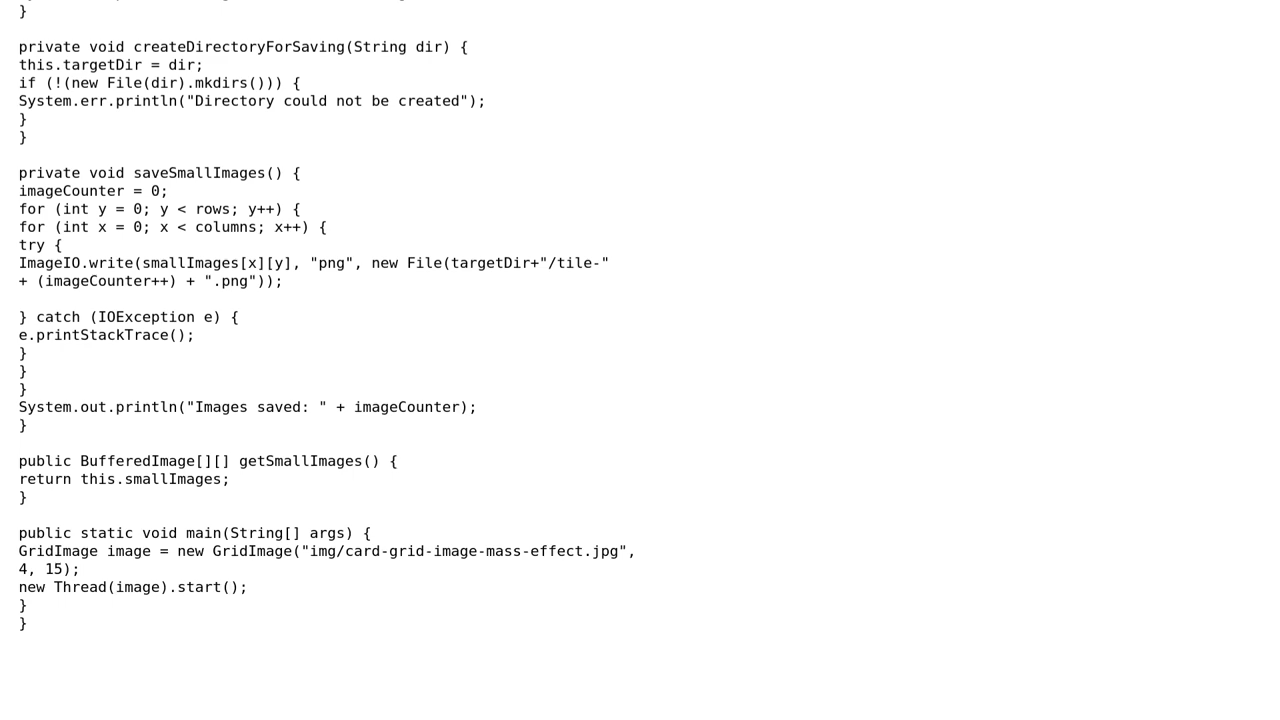 }
private void createDirectoryForSaving(String dir) {
this.targetDir = dir;
if (!(new File(dir).mkdirs())) {
System.err.println("Directory could not be created");
}
}
private void saveSmallImages() {
imageCounter = 0;
for (int y = 0; y < rows; y++) {
for (int x = 0; x < columns; x++) {
try {
ImageIO.write(smallImages[x][y], "png", new File(targetDir+"/tile-"
+ (imageCounter++) + ".png"));
} catch (IOException e) {
e.printStackTrace();
}
}
}
System.out.println("Images saved: " + imageCounter);
}
public BufferedImage[][] getSmallImages() {
return this.smallImages;
}
public static void main(String[] args) {
GridImage image = new GridImage("img/card-grid-image-mass-effect.jpg",
4, 15);
new Thread(image).start();
}
}